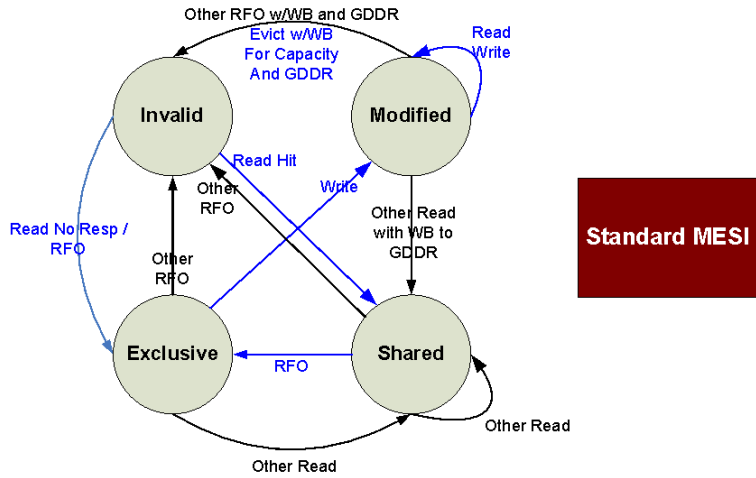 Other RFO w/WB and GDDR
Evict w/WB
For Capacity
And GDDR
Read
Write
Invalid
Modified
Read Hit
Other
RFO
Write
Read No Resp /
RFO
Other
RFO
Other Read
with WB to
GDDR
Standard MESI
Exclusive
Shared
RFO
Other Read
Other Read